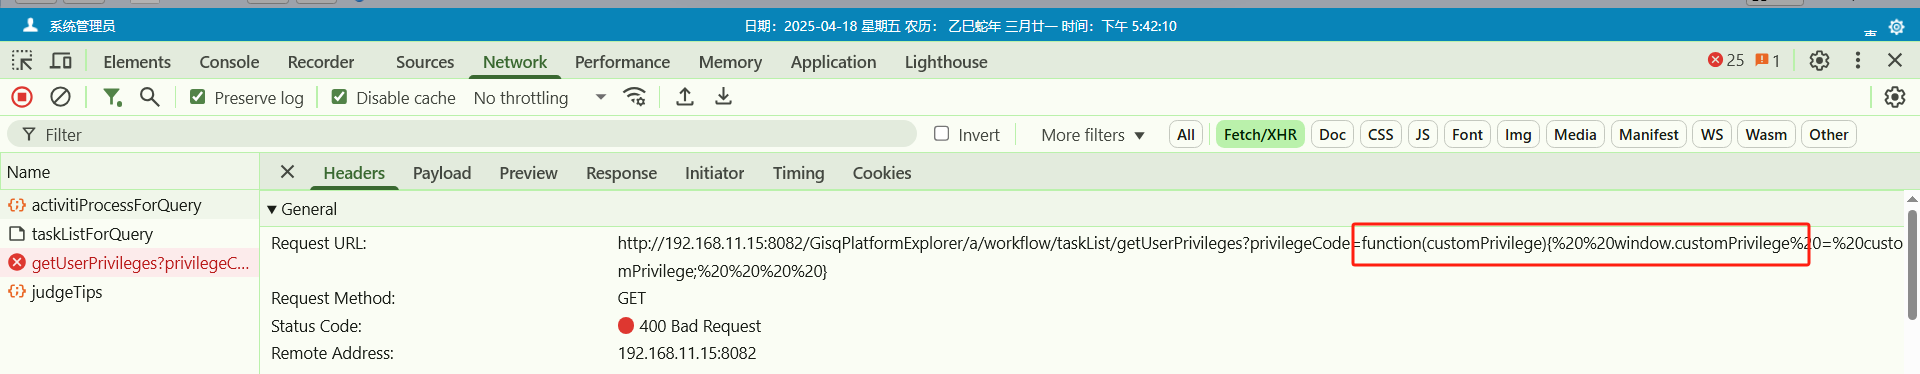 系统管理员
日期：2025-04-18 星期五 农历： 乙巳蛇年 三月廿一 时间：下午 5:42:10
Elements Console Recorder Sources Network Performance Memory Application Lighthouse 25 1
Preserve log Disable cache No throttling
Filter Invert More filters All Fetch/XHR Doc CSS JS Font Img Media Manifest WS Wasm Other
Name
Headers Payload Preview Response Initiator Timing Cookies
activitiProcessForQuery
taskListForQuery
getUserPrivileges?privilegeC...
judgeTips
General
Request URL: http://192.168.11.15:8082/GisqPlatformExplorer/a/workflow/taskList/getUserPrivileges?privilegeCode=function(customPrivilege){%20%20window.customPrivilege%20=%20custo
mPrivilege;%20%20%20%20}
Request Method: GET
Status Code: 400 Bad Request
Remote Address: 192.168.11.15:8082